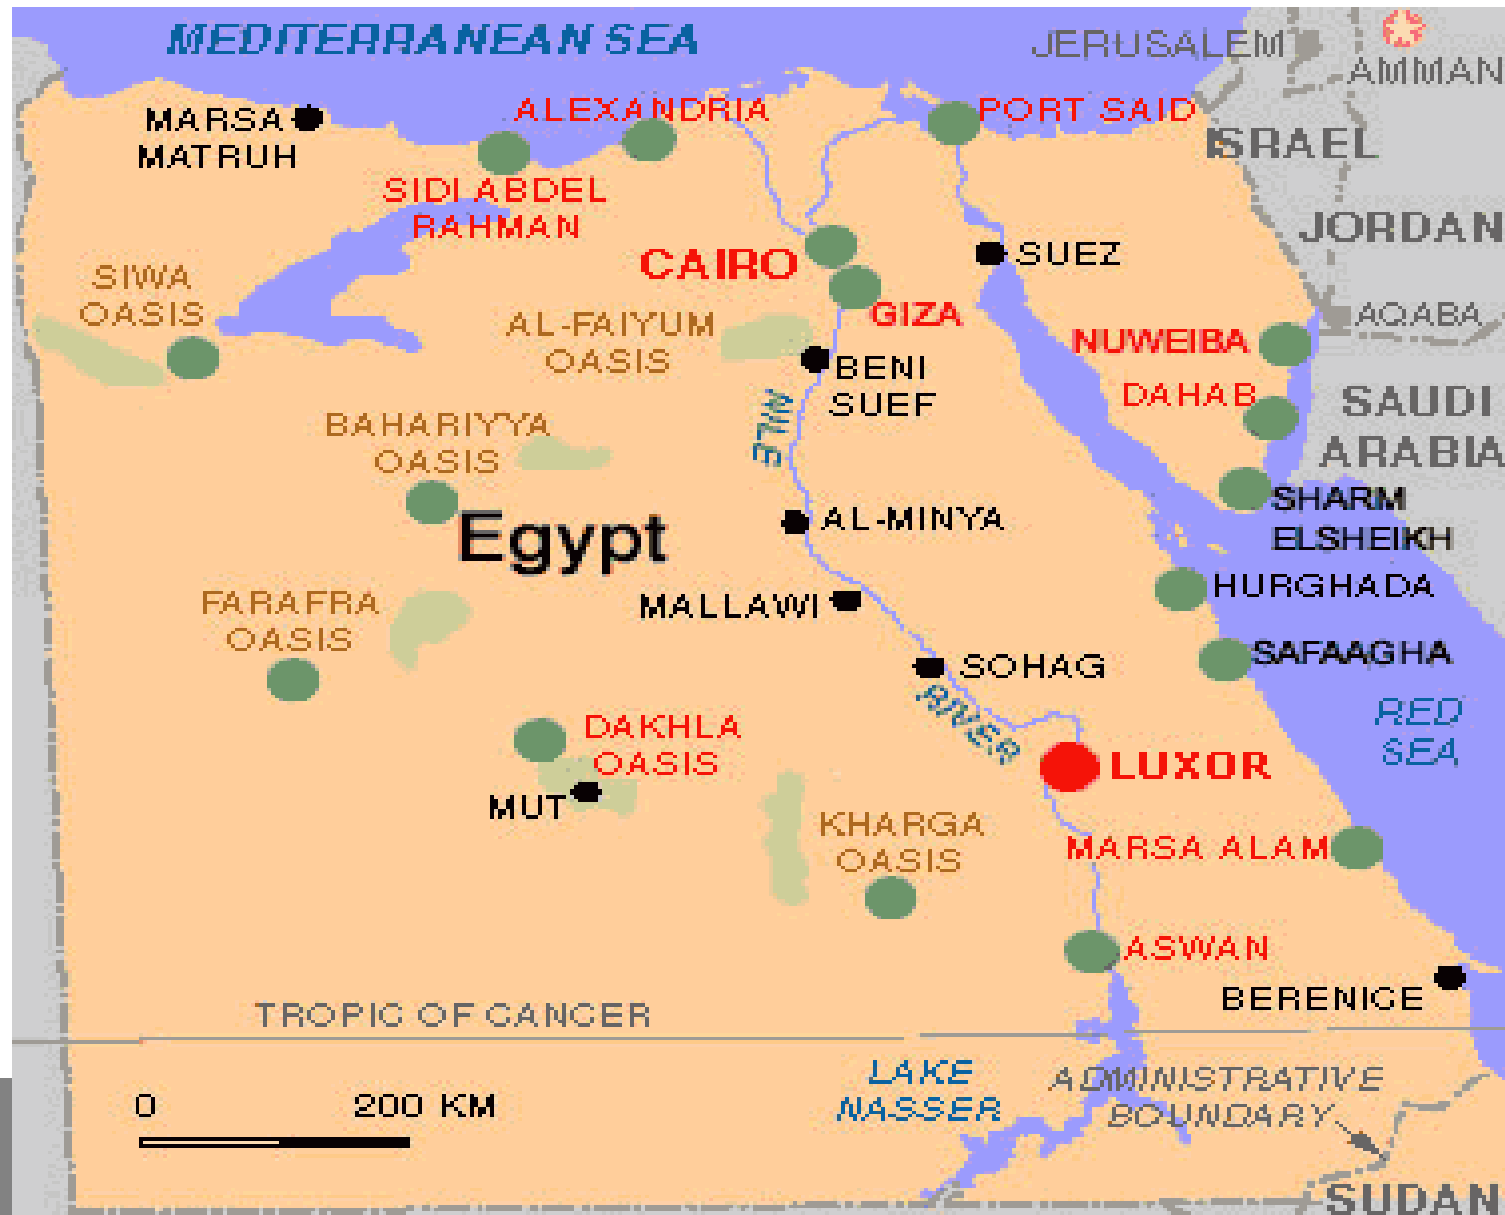 MEDITERRANEAN SEA
JERUSALEM
AMMAN
MARSA
MATRUH
ALEXANDRIA
PORT SAID
ISRAEL
SIDI ABDEL
RAHMAN
JORDAN
CAIRO
SUEZ
SIWA
OASIS
GIZA
AQABA
AL-FAIYUM
OASIS
NUWEIBA
BENI
SUEF
DAHAB
SAUDI
ARABIA
NILE
BAHARIYYA
OASIS
SHARM
ELSHEIKH
Egypt
AL-MINYA
HURGHADA
FARAFRA
OASIS
MALLAWI
SOHAG
SAFAAGHA
RIVER
RED
SEA
DAKHLA
OASIS
LUXOR
MUT
KHARGA
OASIS
MARSA ALAM
ASWAN
BERENICE
TROPIC OF CANCER
LAKE
NASSER
ADMINISTRATIVE
BOUNDARY
0 200 KM
SUDAN